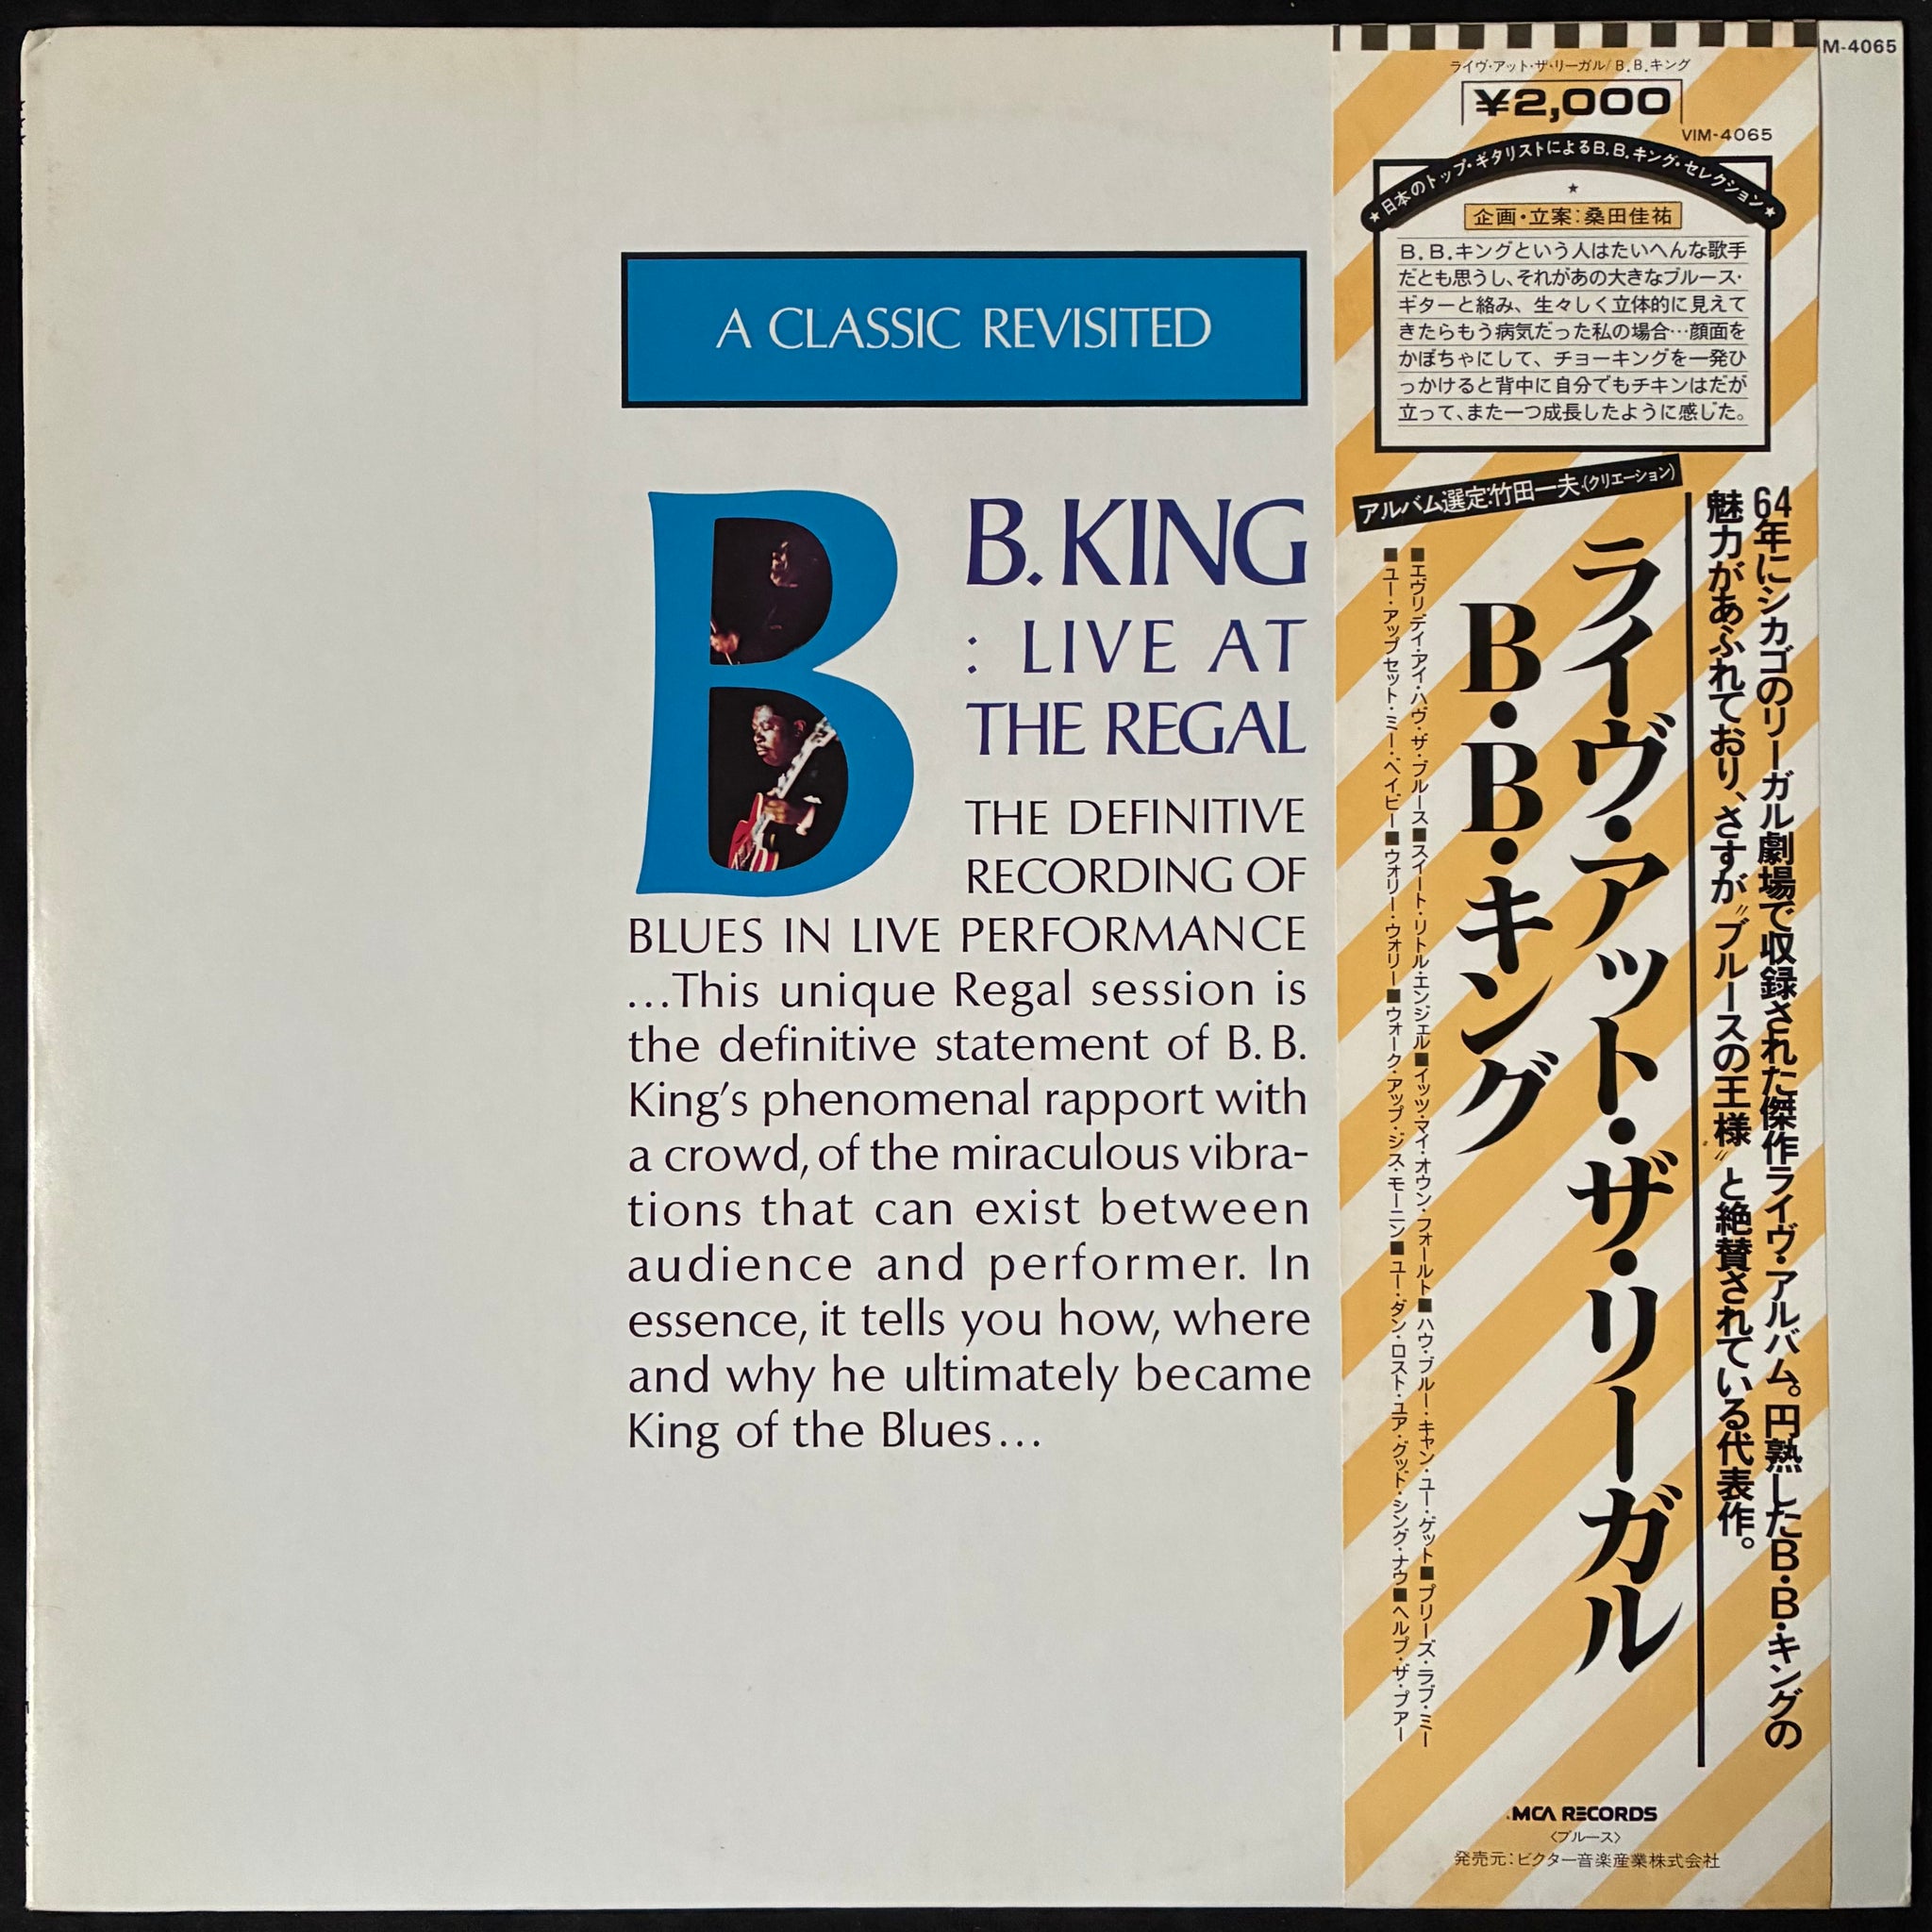 A CLASSIC REVISITED
B
B. KING
: LIVE AT
THE REGAL
THE DEFINITIVE
RECORDING OF
BLUES IN LIVE PERFORMANCE
...This unique Regal session is
the definitive statement of B. B.
King's phenomenal rapport with
a crowd, of the miraculous vibra-
tions that can exist between
audience and performer. In
essence, it tells you how, where
and why he ultimately became
King of the Blues...
M-4065
ライヴ・アット・ザ・リーガル/B.B.キング
¥2,000
VIM-4065
★日本のトップ・ギタリストによるB.B.キング・セレクション★
★
企画・立案:桑田佳祐
B.B.キングという人はたいへんな歌手
だとも思うし、それがあの大きなブルース・
ギターと絡み、生々しく立体的に見えて
きたらもう病気だった私の場合…顔面を
かぼちゃにして、チョーキングを一発ひ
っかけると背中に自分でもチキンはだが
立って、また一つ成長したように感じた。
アルバム選定:竹田一夫(クリエーション)
64年にシカゴのリーガル劇場で収録された傑作ライヴ・アルバム。円熟したB・B・キングの
魅力があふれており、さすが〝ブルースの王様〟と絶賛されている代表作。
ライヴ・アット・ザ・リーガル
B・B・キング
■エヴリデイ・アイ・ハヴ・ザ・ブルース■スイート・リトル・エンジェル■イッツ・マイ・オウン・フォールト■ハウ・ブルー・キャン・ユー・ゲット■プリーズ・ラブ・ミー
■ユー・アップセット・ミー・ベイビー■ウォリー・ウォリー■ウォーク・アップ・ジス・モーニン■ユー・ダン・ロスト・ユア・グッド・シング・ナウ■ヘルプ・ザ・プアー
MCA RECORDS
〈ブルース〉
発売元:ビクター音楽産業株式会社